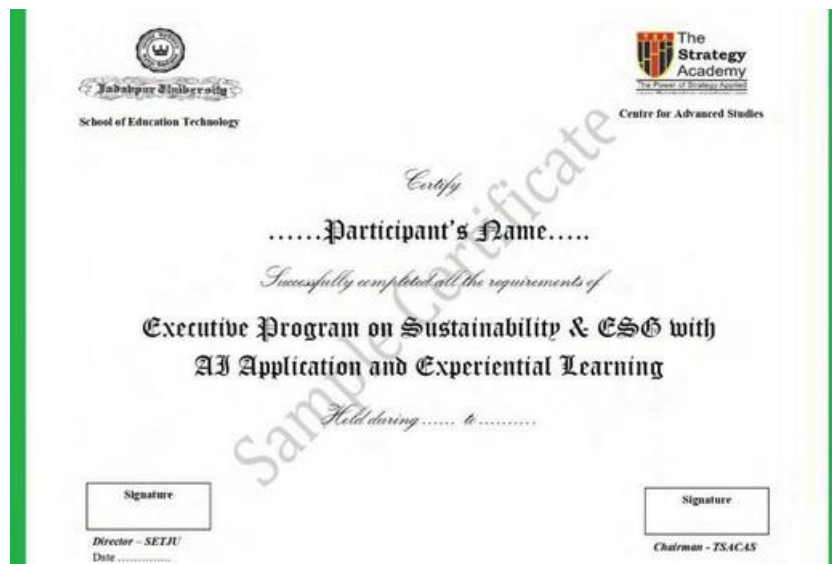 Jadabpur University
School of Education Technology
TSA
The
Strategy
Academy
The Power of Strategy Applied
Centre for Advanced Studies
Certify
......Participant's Name.....
Successfully completed all the requirements of
Executive Program on Sustainability & ESG with
AI Application and Experiential Learning
Held during ...... to ..........
Sample Certificate
Signature
Director – SETJU
Date ..............
Signature
Chairman - TSACAS